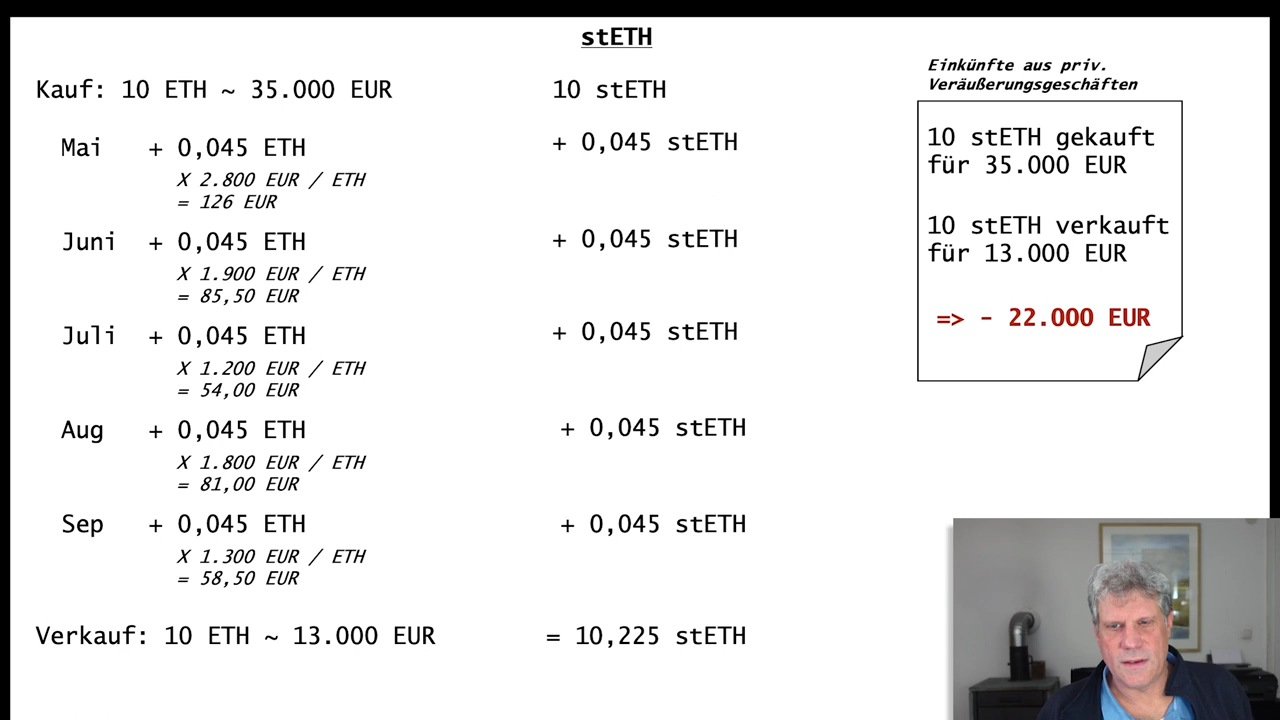 stETH
Kauf: 10 ETH ~ 35.000 EUR
10 stETH
Mai + 0,045 ETH
X 2.800 EUR / ETH
= 126 EUR
+ 0,045 stETH
Juni + 0,045 ETH
X 1.900 EUR / ETH
= 85,50 EUR
+ 0,045 stETH
Juli + 0,045 ETH
X 1.200 EUR / ETH
= 54,00 EUR
+ 0,045 stETH
Aug + 0,045 ETH
X 1.800 EUR / ETH
= 81,00 EUR
+ 0,045 stETH
Sep + 0,045 ETH
X 1.300 EUR / ETH
= 58,50 EUR
+ 0,045 stETH
Verkauf: 10 ETH ~ 13.000 EUR
= 10,225 stETH
Einkünfte aus priv.
Veräußerungsgeschäften
10 stETH gekauft
für 35.000 EUR
10 stETH verkauft
für 13.000 EUR
=> - 22.000 EUR